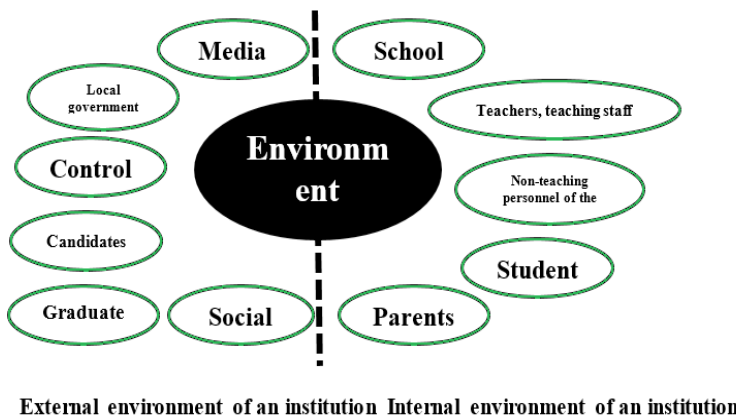 Media
School
Local
government
Teachers, teaching staff
Environm
ent
Control
Non-teaching
personnel of the
Candidates
Student
Graduate
Social
Parents
External environment of an institution Internal environment of an institution